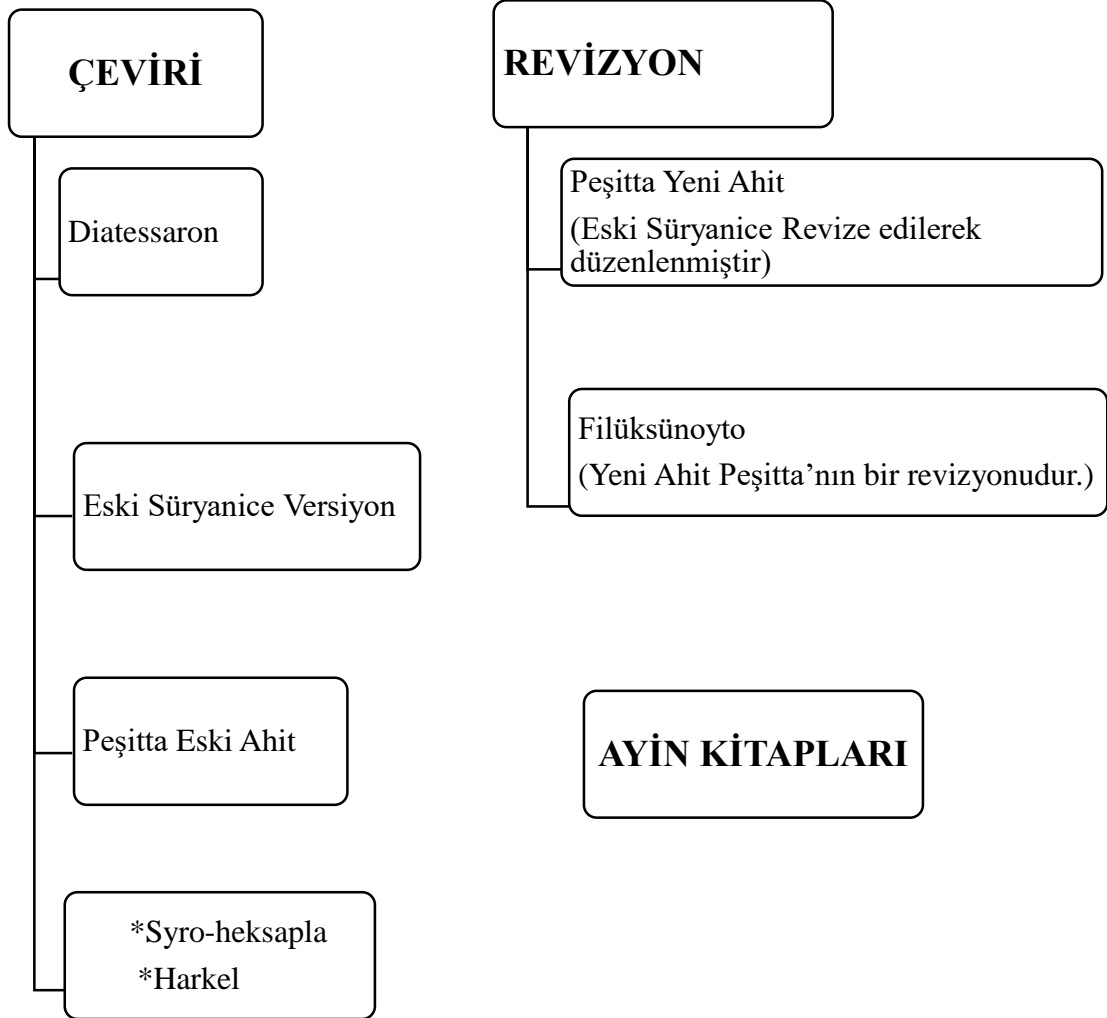 ÇEVİRİ
Diatessaron
Eski Süryanice Versiyon
Peşitta Eski Ahit
*Syro-heksapla
*Harkel
REVİZYON
Peşitta Yeni Ahit
(Eski Süryanice Revize edilerek
düzenlenmiştir)
Filüksünoyto
(Yeni Ahit Peşitta’nın bir revizyonudur.)
AYİN KİTAPLARI